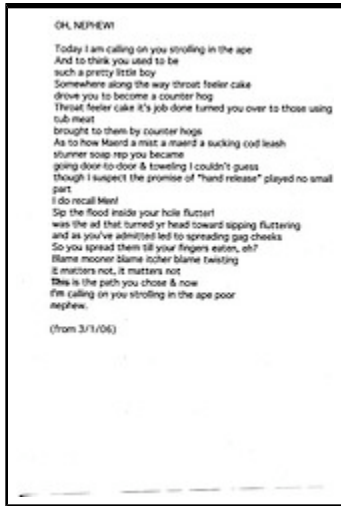 OH, NEPHEW!
Today I am calling on you strolling in the ape
And to think you used to be
such a pretty little boy
Somewhere along the way throat feeler cake
drove you to become a counter hog
Throat feeler cake it's job done turned you over to those using
tub meat
brought to them by counter hogs
As to how Maerd a mist a maerd a sucking cod leash
stunner soap rep you became
going door-to-door & toweling I couldn't guess
though I suspect the promise of "hand release" played no small
part
I do recall Men!
Sip the flood inside your hole flutter!
was the ad that turned yr head toward sipping fluttering
and as you've admitted led to spreading gag cheeks
So you spread them till your fingers eaten, eh?
Blame mooner blame itcher blame twisting
it matters not, it matters not
This is the path you chose & now
I'm calling on you strolling in the ape poor
nephew.
(from 3/1/06)